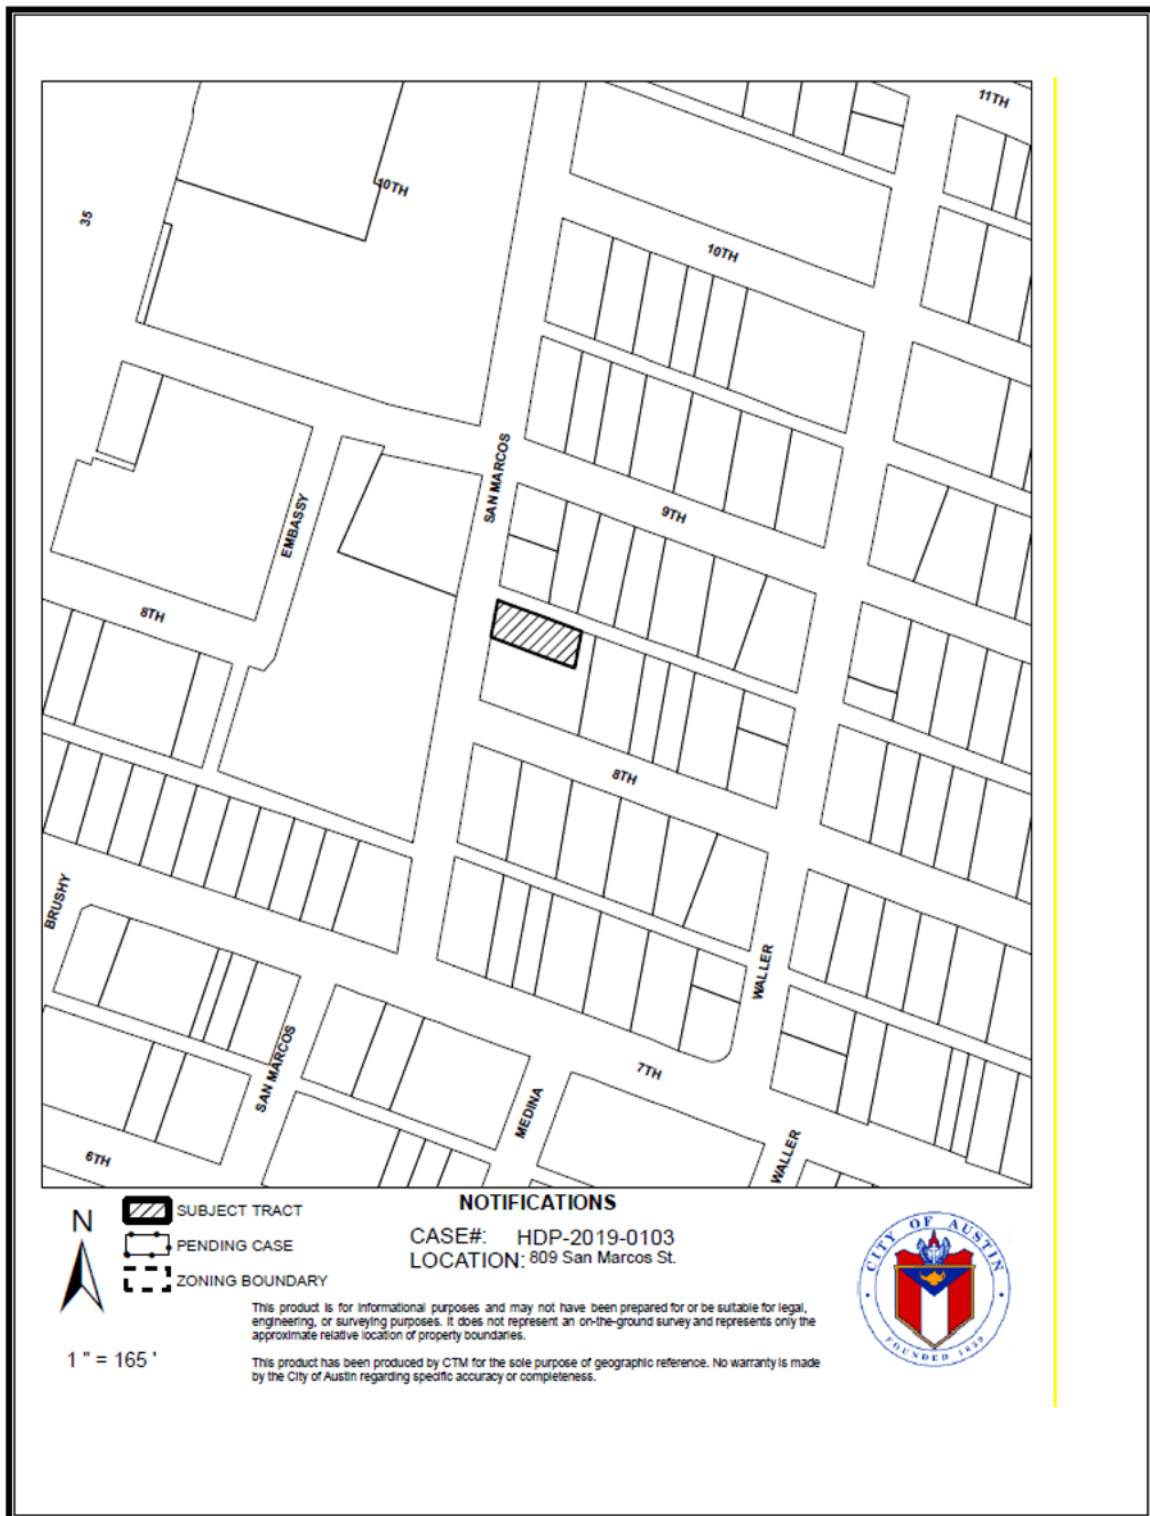 11TH
10TH
35
10TH
SAN MARCOS
9TH
EMBASSY
8TH
8TH
BRUSHY
WALLER
SAN MARCOS
7TH
MEDINA
WALLER
6TH
NOTIFICATIONS
N
SUBJECT TRACT
PENDING CASE
ZONING BOUNDARY
CASE#: HDP-2019-0103
LOCATION: 809 San Marcos St.
This product is for informational purposes and may not have been prepared for or be suitable for legal,
engineering, or surveying purposes. It does not represent an on-the-ground survey and represents only the
approximate relative location of property boundaries.
1 " = 165 '
This product has been produced by CTM for the sole purpose of geographic reference. No warranty is made
by the City of Austin regarding specific accuracy or completeness.
CITY OF AUSTIN
FOUNDED 1839